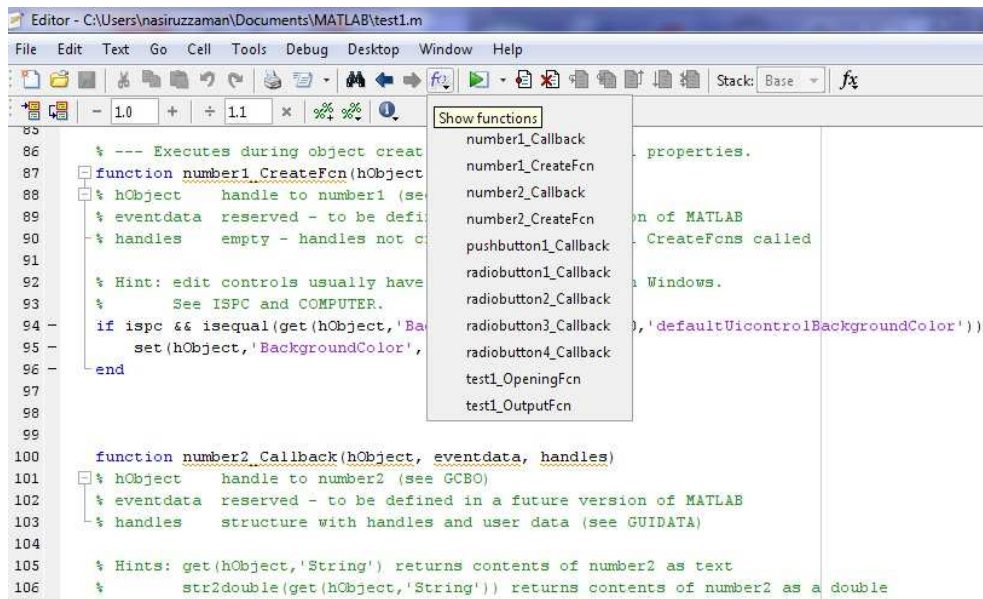 Editor - C:\Users\nasiruzzaman\Documents\MATLAB\test1.m
File Edit Text Go Cell Tools Debug Desktop Window Help
Stack: Base fx
- 1.0 + ÷ 1.1 ×
Show functions
number1_Callback
number1_CreateFcn
number2_Callback
number2_CreateFcn
pushbutton1_Callback
radiobutton1_Callback
radiobutton2_Callback
radiobutton3_Callback
radiobutton4_Callback
test1_OpeningFcn
test1_OutputFcn
85
86 % --- Executes during object creat properties.
87 function number1_CreateFcn(hObject
88 % hObject handle to number1 (se
89 % eventdata reserved - to be defi n of MATLAB
90 % handles empty - handles not c CreateFcns called
91
92 % Hint: edit controls usually have Windows.
93 % See ISPC and COMPUTER.
94 - if ispc && isequal(get(hObject,'Ba ,'defaultUicontrolBackgroundColor'))
95 - set(hObject,'BackgroundColor',
96 - end
97
98
99
100 function number2_Callback(hObject, eventdata, handles)
101 % hObject handle to number2 (see GCBO)
102 % eventdata reserved - to be defined in a future version of MATLAB
103 % handles structure with handles and user data (see GUIDATA)
104
105 % Hints: get(hObject,'String') returns contents of number2 as text
106 % str2double(get(hObject,'String')) returns contents of number2 as a double